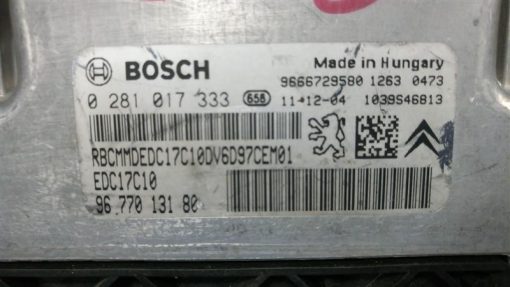 BOSCH
Made in Hungary
9666729580 1263 0473
0 281 017 333 656 11-12-04 1039S46813
RBCMMDEDC17C10DV6D97CEM01
EDC17C10
96 770 131 80